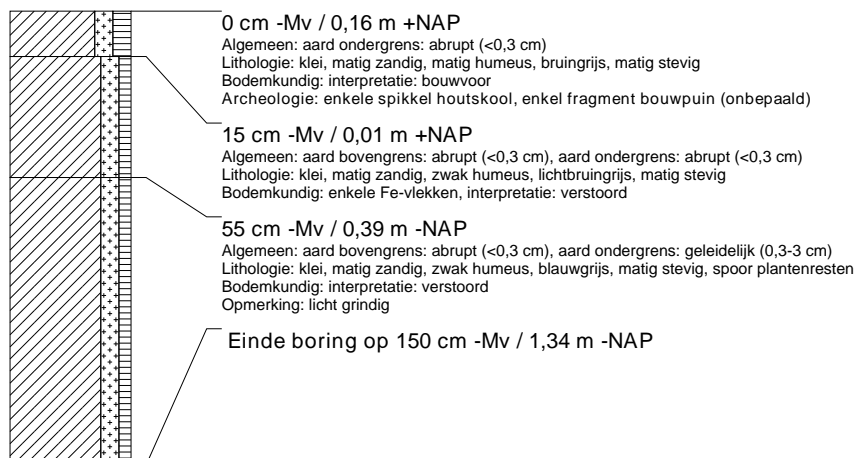 0 cm -Mv / 0,16 m +NAP
Algemeen: aard ondergrens: abrupt (<0,3 cm)
Lithologie: klei, matig zandig, matig humeus, bruingrijs, matig stevig
Bodemkundig: interpretatie: bouwvoor
Archeologie: enkele spikkel houtskool, enkel fragment bouwpuin (onbepaald)
15 cm -Mv / 0,01 m +NAP
Algemeen: aard bovengrens: abrupt (<0,3 cm), aard ondergrens: abrupt (<0,3 cm)
Lithologie: klei, matig zandig, zwak humeus, lichtbruingrijs, matig stevig
Bodemkundig: enkele Fe-vlekken, interpretatie: verstoord
55 cm -Mv / 0,39 m -NAP
Algemeen: aard bovengrens: abrupt (<0,3 cm), aard ondergrens: geleidelijk (0,3-3 cm)
Lithologie: klei, matig zandig, zwak humeus, blauwgrijs, matig stevig, spoor plantenresten
Bodemkundig: interpretatie: verstoord
Opmerking: licht grindig
Einde boring op 150 cm -Mv / 1,34 m -NAP